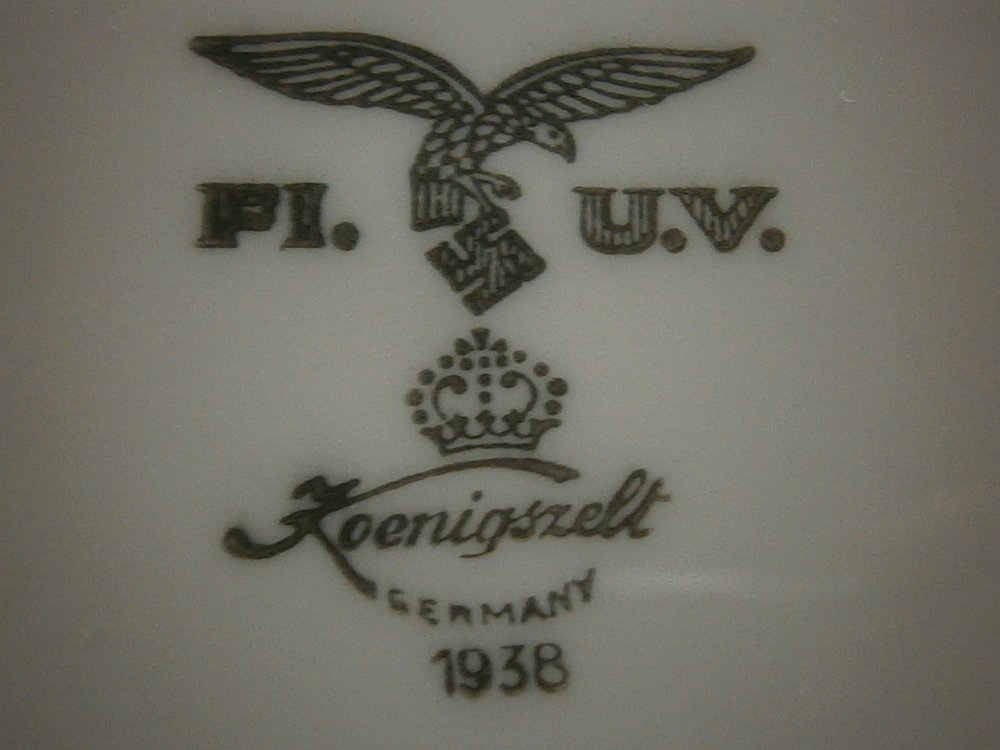 Fl. U.V.
Koenigszelt
GERMANY
1938